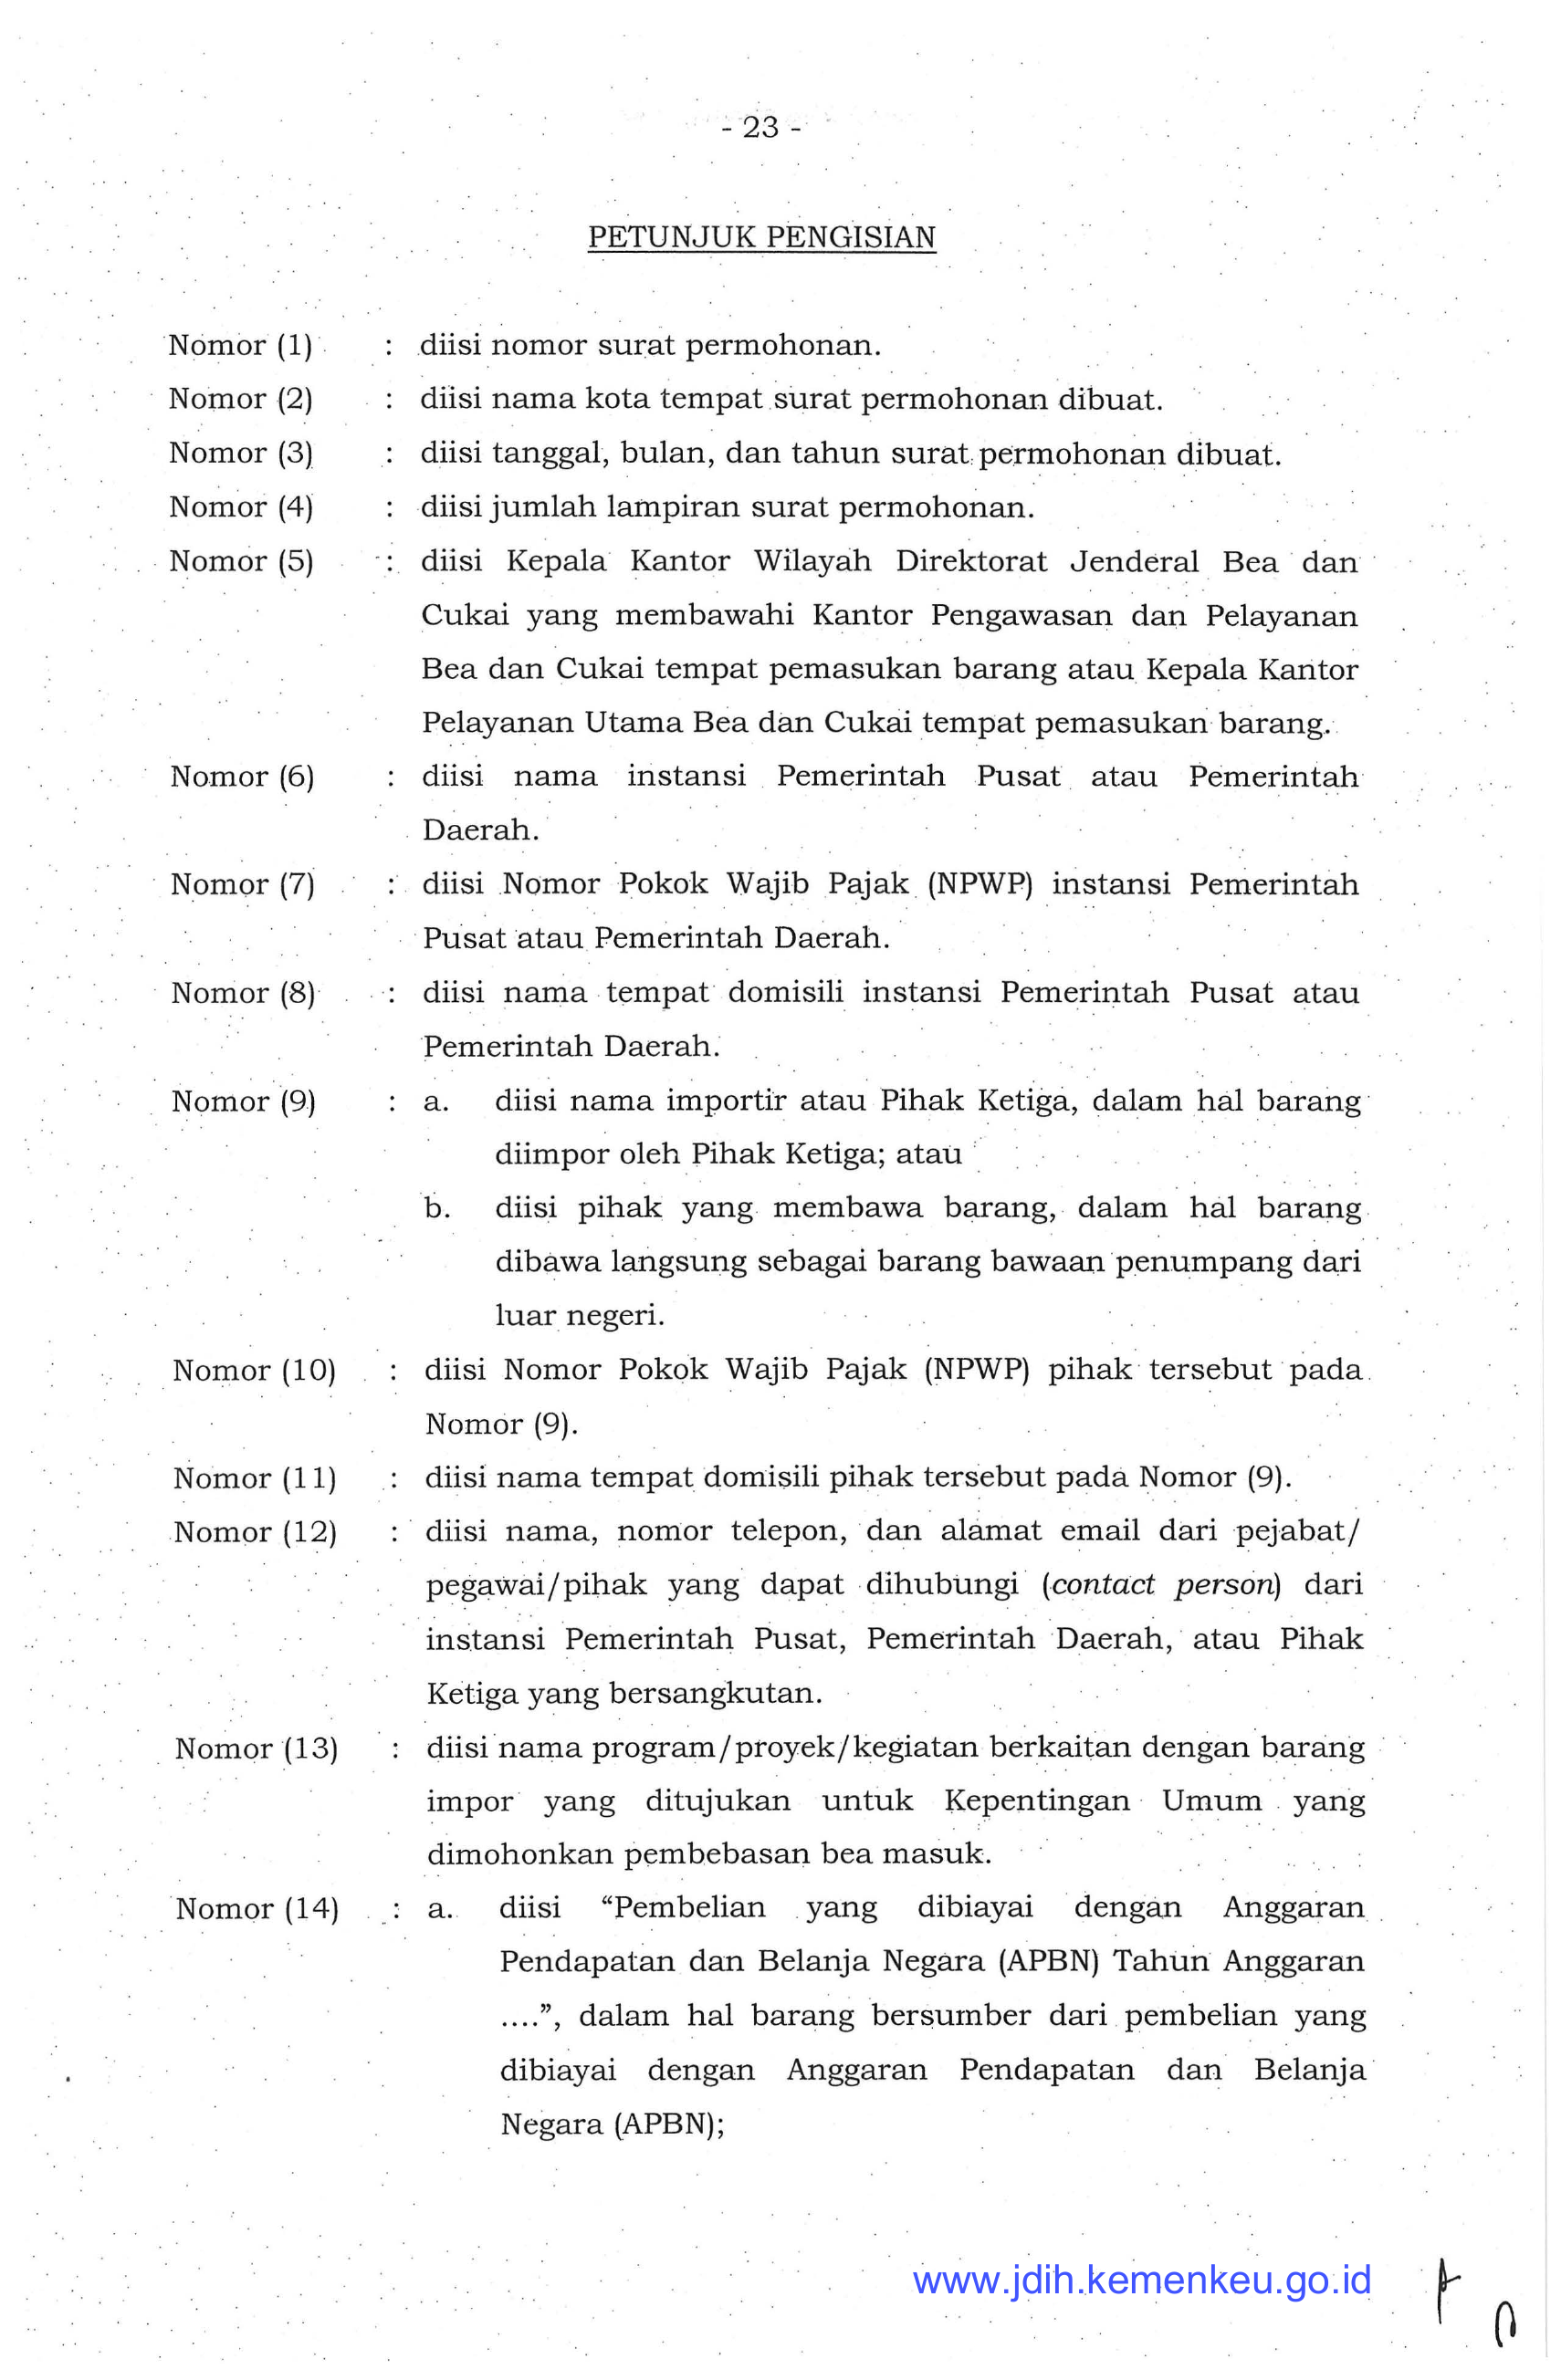 - 23 -
PETUNJUK PENGISIAN
Nomor (1) : diisi nomor surat permohonan.
Nomor (2) : diisi nama kota tempat surat permohonan dibuat.
Nomor (3) : diisi tanggal, bulan, dan tahun surat permohonan dibuat.
Nomor (4) : diisi jumlah lampiran surat permohonan.
Nomor (5) : diisi Kepala Kantor Wilayah Direktorat Jenderal Bea dan
Cukai yang membawahi Kantor Pengawasan dan Pelayanan
Bea dan Cukai tempat pemasukan barang atau Kepala Kantor
Pelayanan Utama Bea dan Cukai tempat pemasukan barang.
Nomor (6) : diisi nama instansi Pemerintah Pusat atau Pemerintah
Daerah.
Nomor (7) : diisi Nomor Pokok Wajib Pajak (NPWP) instansi Pemerintah
Pusat atau Pemerintah Daerah.
Nomor (8) : diisi nama tempat domisili instansi Pemerintah Pusat atau
Pemerintah Daerah.
Nomor (9) : a. diisi nama importir atau Pihak Ketiga, dalam hal barang
diimpor oleh Pihak Ketiga; atau
b. diisi pihak yang membawa barang, dalam hal barang
dibawa langsung sebagai barang bawaan penumpang dari
luar negeri.
Nomor (10) : diisi Nomor Pokok Wajib Pajak (NPWP) pihak tersebut pada
Nomor (9).
Nomor (11) : diisi nama tempat domisili pihak tersebut pada Nomor (9).
Nomor (12) : diisi nama, nomor telepon, dan alamat email dari pejabat/
pegawai/pihak yang dapat dihubungi (contact person) dari
instansi Pemerintah Pusat, Pemerintah Daerah, atau Pihak
Ketiga yang bersangkutan.
Nomor (13) : diisi nama program/proyek/kegiatan berkaitan dengan barang
impor yang ditujukan untuk Kepentingan Umum yang
dimohonkan pembebasan bea masuk.
Nomor (14) : a. diisi “Pembelian yang dibiayai dengan Anggaran
Pendapatan dan Belanja Negara (APBN) Tahun Anggaran
....”, dalam hal barang bersumber dari pembelian yang
dibiayai dengan Anggaran Pendapatan dan Belanja
Negara (APBN);
www.jdih.kemenkeu.go.id